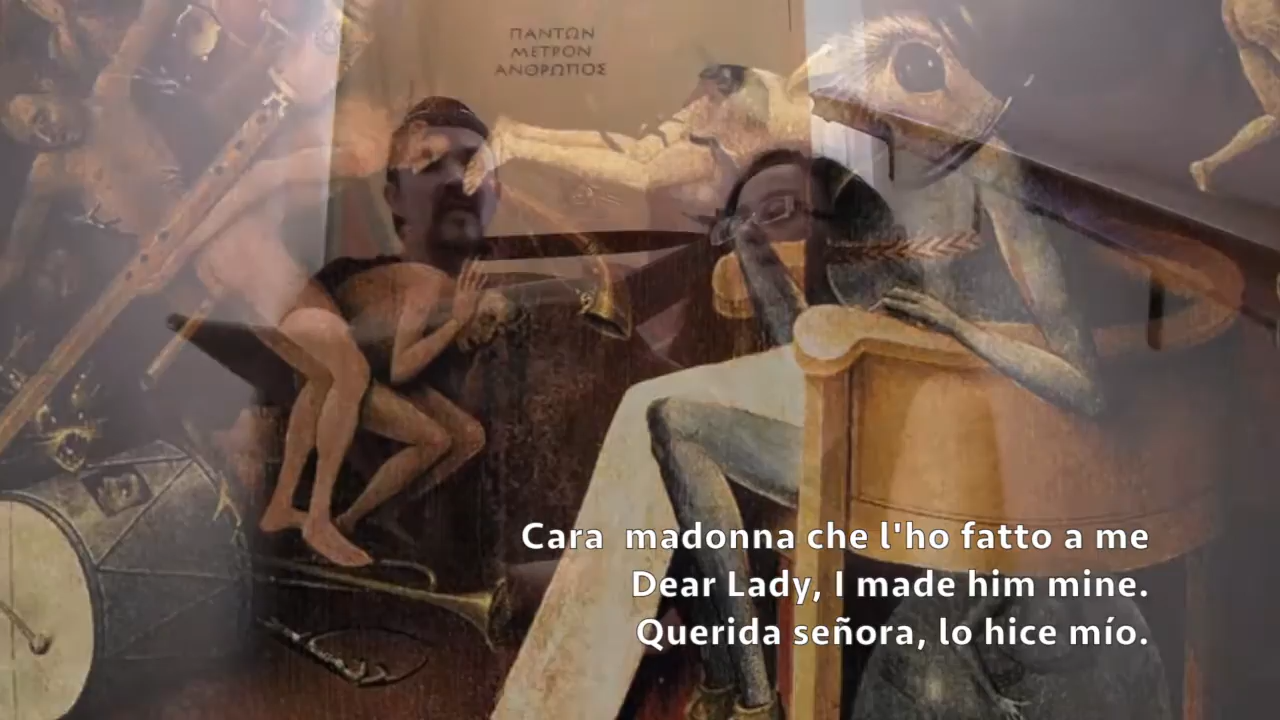 ΠΑΝΤΩΝ
ΜΕΤΡΟΝ
ΑΝΘΡΩΠΟΣ
Cara madonna che l'ho fatto a me
Dear Lady, I made him mine.
Querida señora, lo hice mío.